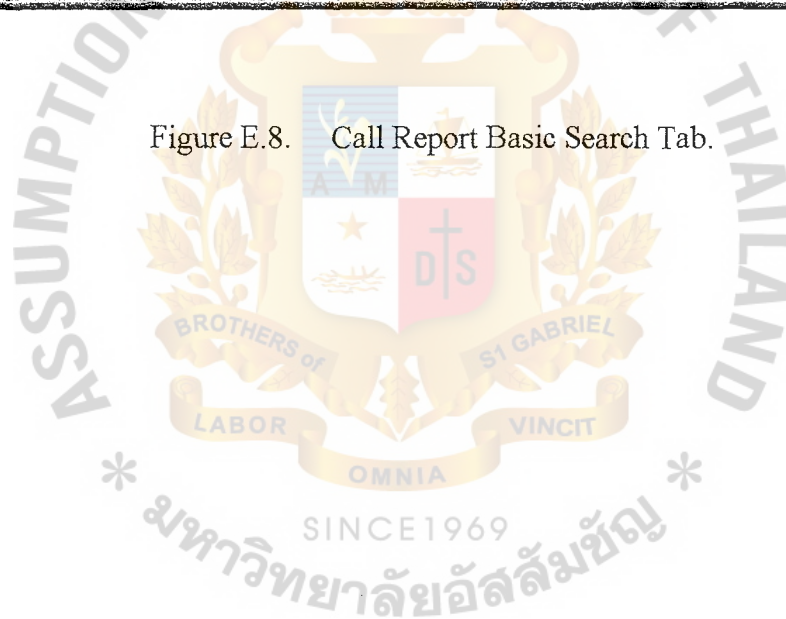 Figure E.8. Call Report Basic Search Tab.
ASSUMPTION
OF THAILAND
A M
D S
BROTHERS of
ST GABRIEL
LABOR
VINCIT
OMNIA
* *
SINCE1969
มหาวิทยาลัยอัสสัมชัญ